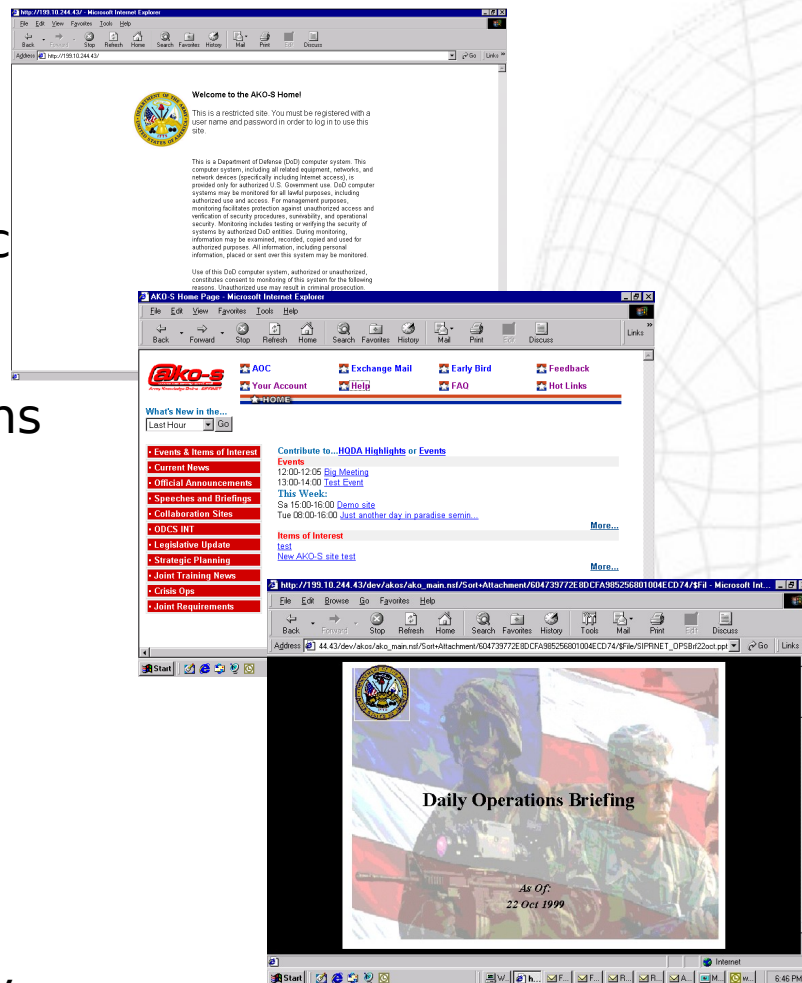 http://199.10.244.43/ - Microsoft Internet Explorer
File Edit View Favorites Tools Help
Back Forward Stop Refresh Home Search Favorites History Mail Print Edit Discuss
Address http://199.10.244.43/ Go Links »
Welcome to the AKO-S Home!
This is a restricted site. You must be registered with a
user name and password in order to log in to use this
site.
This is a Department of Defense (DoD) computer system. This
computer system, including all related equipment, networks, and
network devices (specifically including Internet access), is
provided only for authorized U.S. Government use. DoD computer
systems may be monitored for all lawful purposes, including
authorized use and access. For management purposes,
monitoring facilitates protection against unauthorized access and
verification of security procedures, survivability, and operational
security. Monitoring includes testing or verifying the security of
systems by authorized DoD entities. During monitoring,
information may be examined, recorded, copied and used for
authorized purposes. All information, including personal
information, placed or sent over this system may be monitored.
Use of this DoD computer system, authorized or unauthorized,
constitutes consent to monitoring of this system for the following
reasons. Unauthorized use may result in criminal prosecution.
c
ns
AKO-S Home Page - Microsoft Internet Explorer
File Edit View Favorites Tools Help
Back Forward Stop Refresh Home Search Favorites History Mail Print Edit Discuss Links »
ako-s
AOC Exchange Mail Early Bird Feedback
Your Account Help FAQ Hot Links
HOME
What's New in the...
Last Hour Go
• Events & Items of Interest
• Current News
• Official Announcements
• Speeches and Briefings
• Collaboration Sites
• ODCS INT
• Legislative Update
• Strategic Planning
• Joint Training News
• Crisis Ops
• Joint Requirements
Contribute to...HQDA Highlights or Events
Events
12:00-12:05 Big Meeting
13:00-14:00 Test Event
This Week:
Sa 15:00-16:00 Demo site
Tue 08:00-16:00 Just another day in paradise semin...
More...
Items of Interest
test
New AKO-S site test
More...
Start
http://199.10.244.43/dev/akos/ako_main.nsf/Sort+Attachment/604739772E8DCFA985256801004ECD74/$Fil - Microsoft Int...
File Edit Browse Go Favorites Help
Back Forward Stop Refresh Home Search Favorites History Tools Mail Print Edit Discuss
Address 44.43/dev/akos/ako_main.nsf/Sort+Attachment/604739772E8DCFA985256801004ECD74/$File/SIPRNET_OPSBrf22oct.ppt Go Links
Daily Operations Briefing
As Of:
22 Oct 1999
Internet
Start W... h... F... F... R... R... A... M... w... 6:46 PM